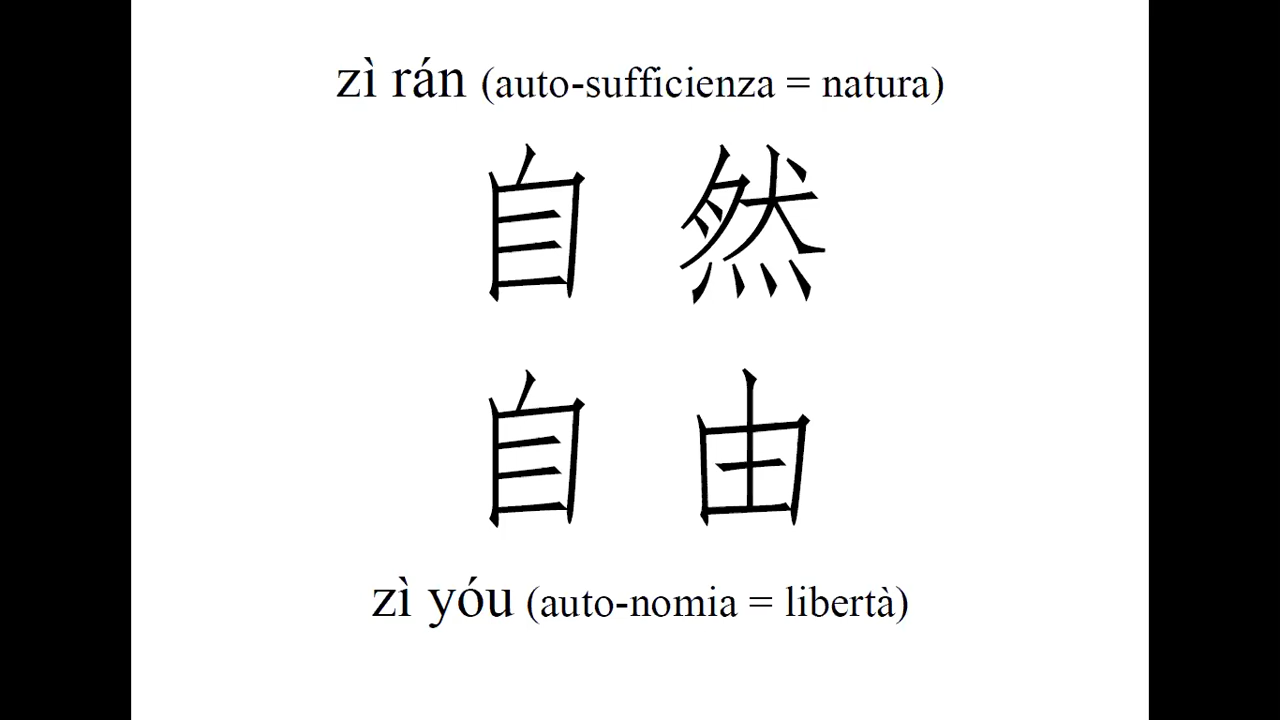 zì rán (auto-sufficienza = natura)
自 然
自 由
zì yóu (auto-nomia = libertà)